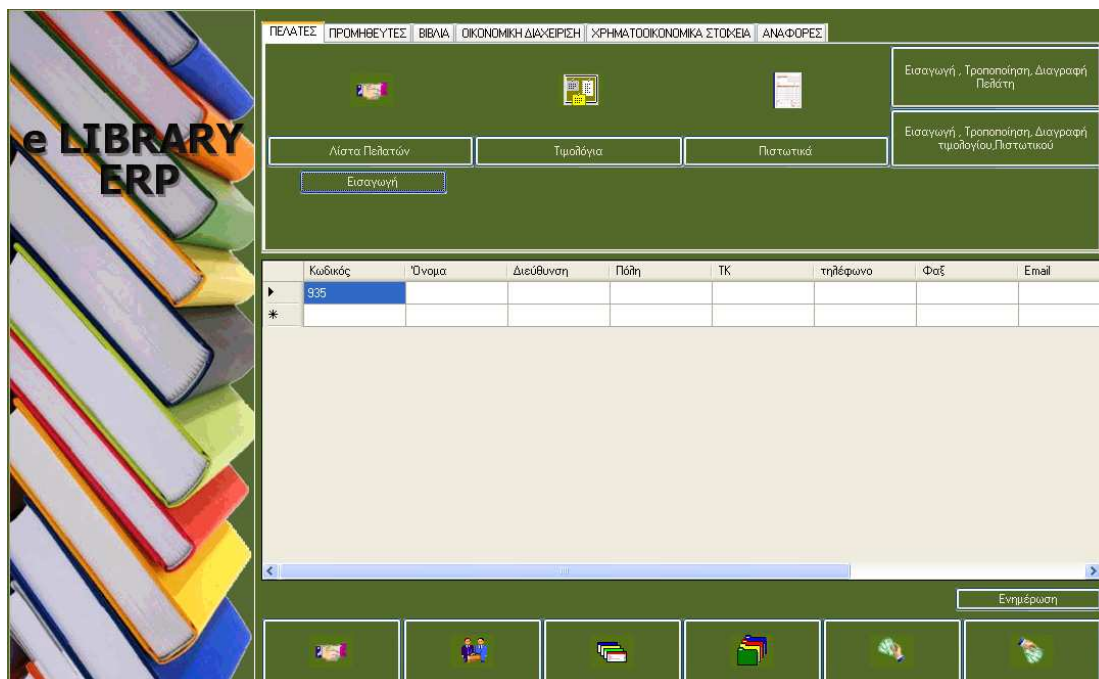 e LIBRARY
ERP
ΠΕΛΑΤΕΣ ΠΡΟΜΗΘΕΥΤΕΣ ΒΙΒΛΙΑ ΟΙΚΟΝΟΜΙΚΗ ΔΙΑΧΕΙΡΙΣΗ ΧΡΗΜΑΤΟΟΙΚΟΝΟΜΙΚΑ ΣΤΟΙΧΕΙΑ ΑΝΑΦΟΡΕΣ
Εισαγωγή , Τροποποίηση, Διαγραφή
Πελάτη
Εισαγωγή , Τροποποίηση, Διαγραφή
τιμολογίου,Πιστωτικού
Λίστα Πελατών Τιμολόγια Πιστωτικά
Εισαγωγή
Κωδικός Όνομα Διεύθυνση Πόλη ΤΚ τηλέφωνο Φαξ Email
935
Ενημέρωση